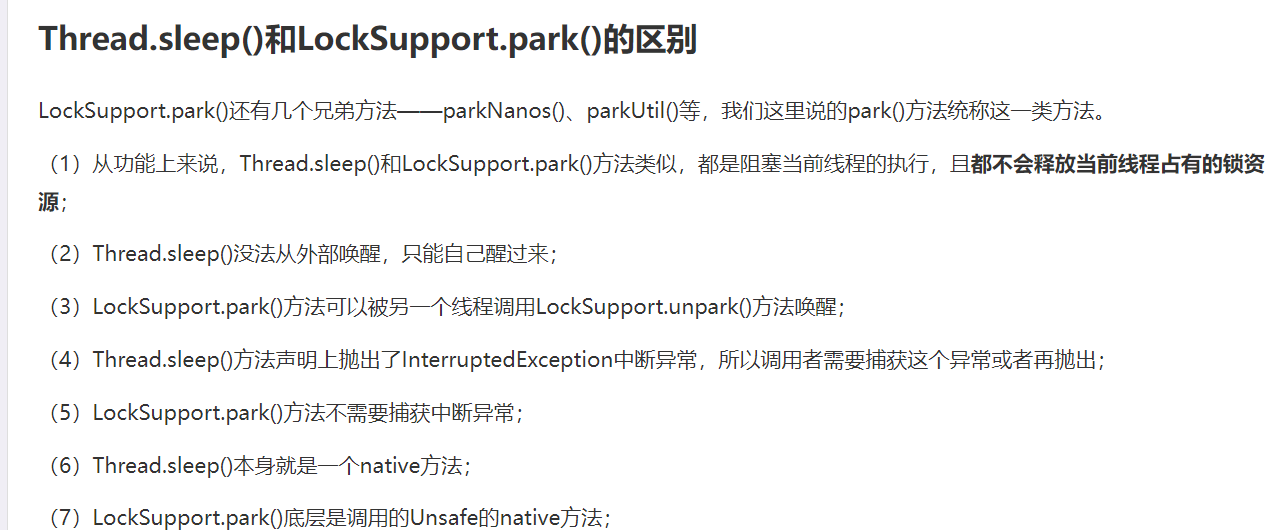 Thread.sleep()和LockSupport.park()的区别
LockSupport.park()还有几个兄弟方法——parkNanos()、parkUtil()等，我们这里说的park()方法统称这一类方法。
（1）从功能上来说，Thread.sleep()和LockSupport.park()方法类似，都是阻塞当前线程的执行，且都不会释放当前线程占有的锁资
源；
（2）Thread.sleep()没法从外部唤醒，只能自己醒过来；
（3）LockSupport.park()方法可以被另一个线程调用LockSupport.unpark()方法唤醒；
（4）Thread.sleep()方法声明上抛出了InterruptedException中断异常，所以调用者需要捕获这个异常或者再抛出；
（5）LockSupport.park()方法不需要捕获中断异常；
（6）Thread.sleep()本身就是一个native方法；
（7）LockSupport.park()底层是调用的Unsafe的native方法；